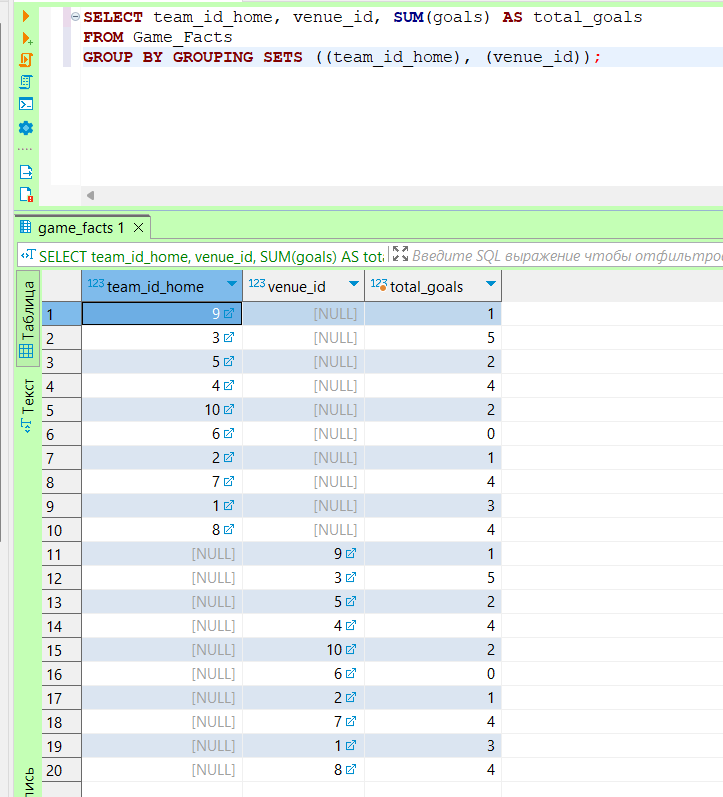 SELECT team_id_home, venue_id, SUM(goals) AS total_goals
FROM Game_Facts
GROUP BY GROUPING SETS ((team_id_home), (venue_id));
game_facts 1
SELECT team_id_home, venue_id, SUM(goals) AS tot
Введите SQL выражение чтобы отфильтро
Таблица
Текст
123 team_id_home 123 venue_id 123 total_goals
1 9 [NULL] 1
2 3 [NULL] 5
3 5 [NULL] 2
4 4 [NULL] 4
5 10 [NULL] 2
6 6 [NULL] 0
7 2 [NULL] 1
8 7 [NULL] 4
9 1 [NULL] 3
10 8 [NULL] 4
11 [NULL] 9 1
12 [NULL] 3 5
13 [NULL] 5 2
14 [NULL] 4 4
15 [NULL] 10 2
16 [NULL] 6 0
17 [NULL] 2 1
18 [NULL] 7 4
19 [NULL] 1 3
20 [NULL] 8 4